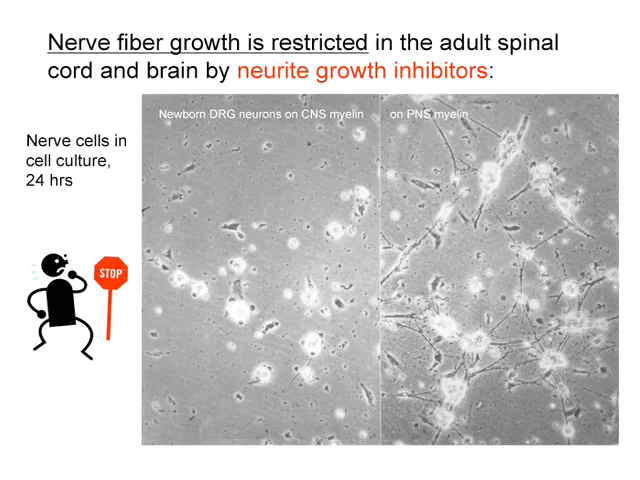 Nerve fiber growth is restricted in the adult spinal
cord and brain by neurite growth inhibitors:
Newborn DRG neurons on CNS myelin
on PNS myelin
Nerve cells in
cell culture,
24 hrs
STOP